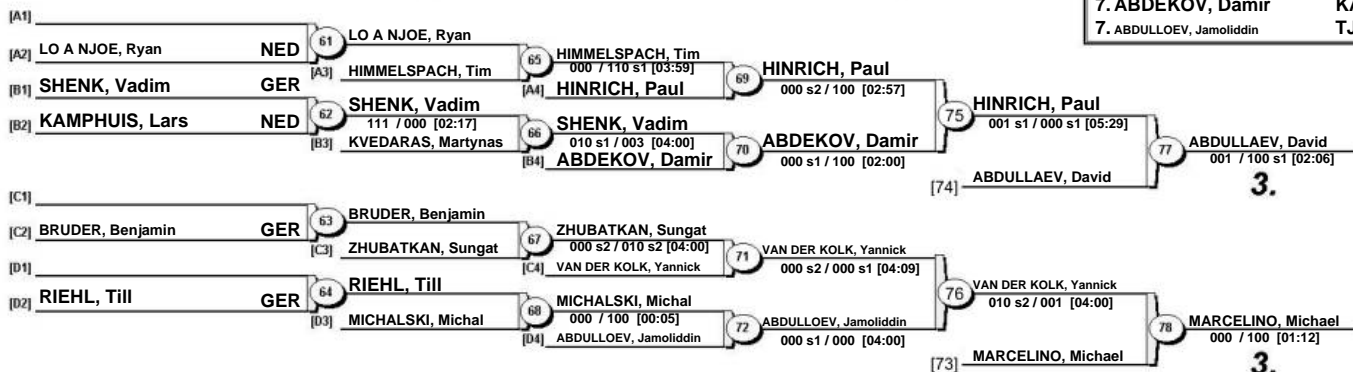 7. ABDEKOV, Damir
7. ABDULLOEV, Jamoliddin TJ
[A1]
[A2] LO A NJOE, Ryan NED
61
LO A NJOE, Ryan
[A3] HIMMELSPACH, Tim
65
HIMMELSPACH, Tim
000 / 110 s1 [03:59]
[A4] HINRICH, Paul
69
HINRICH, Paul
000 s2 / 100 [02:57]
[B1] SHENK, Vadim GER
[B2] KAMPHUIS, Lars NED
62
SHENK, Vadim
111 / 000 [02:17]
[B3] KVEDARAS, Martynas
66
SHENK, Vadim
010 s1 / 003 [04:00]
[B4] ABDEKOV, Damir
70
ABDEKOV, Damir
000 s1 / 100 [02:00]
75
HINRICH, Paul
001 s1 / 000 s1 [05:29]
[74] ABDULLAEV, David
77
ABDULLAEV, David
001 / 100 s1 [02:06]
3.
[C1]
[C2] BRUDER, Benjamin GER
63
BRUDER, Benjamin
[C3] ZHUBATKAN, Sungat
67
ZHUBATKAN, Sungat
000 s2 / 010 s2 [04:00]
[C4] VAN DER KOLK, Yannick
71
VAN DER KOLK, Yannick
000 s2 / 000 s1 [04:09]
[D1]
[D2] RIEHL, Till GER
64
RIEHL, Till
[D3] MICHALSKI, Michal
68
MICHALSKI, Michal
000 / 100 [00:05]
[D4] ABDULLOEV, Jamoliddin
72
ABDULLOEV, Jamoliddin
000 s1 / 000 [04:00]
76
VAN DER KOLK, Yannick
010 s2 / 001 [04:00]
[73] MARCELINO, Michael
78
MARCELINO, Michael
000 / 100 [01:12]
3.